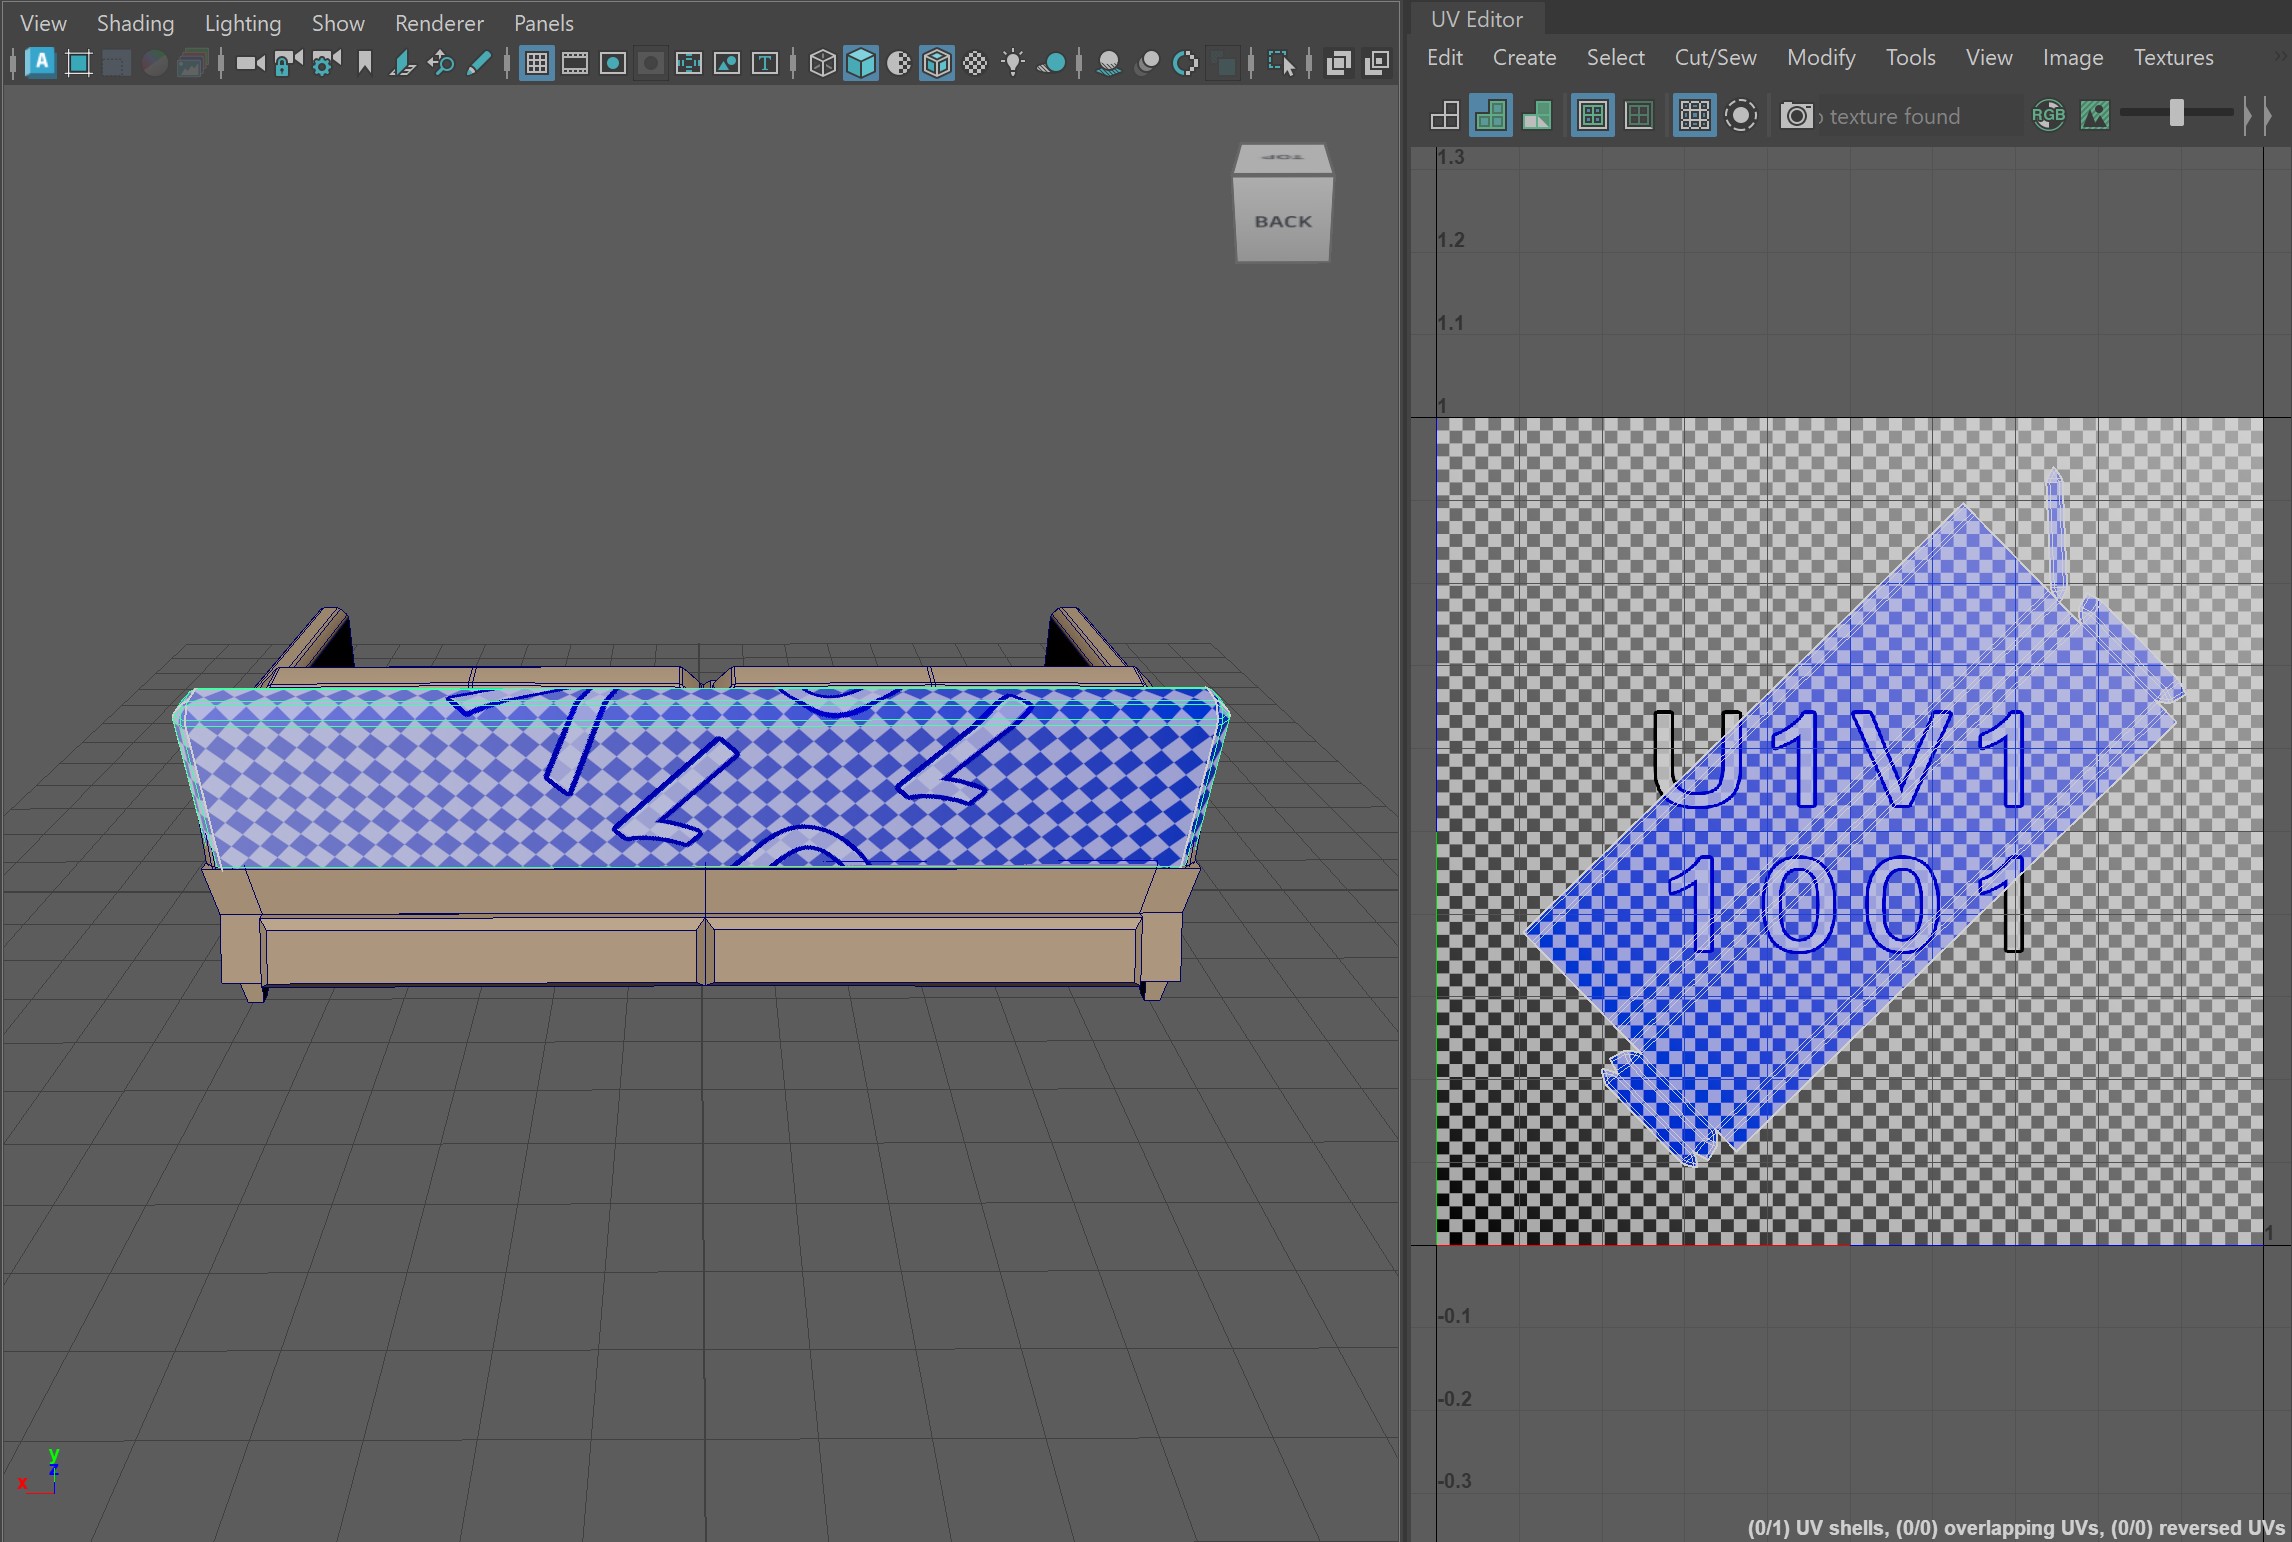 View Shading Lighting Show Renderer Panels
A
T
TOP
BACK
y
z
x
UV Editor
Edit Create Select Cut/Sew Modify Tools View Image Textures
texture found
RGB
1.3
1.2
1.1
1
U1V1
1001
1
-0.1
-0.2
-0.3
(0/1) UV shells, (0/0) overlapping UVs, (0/0) reversed UVs